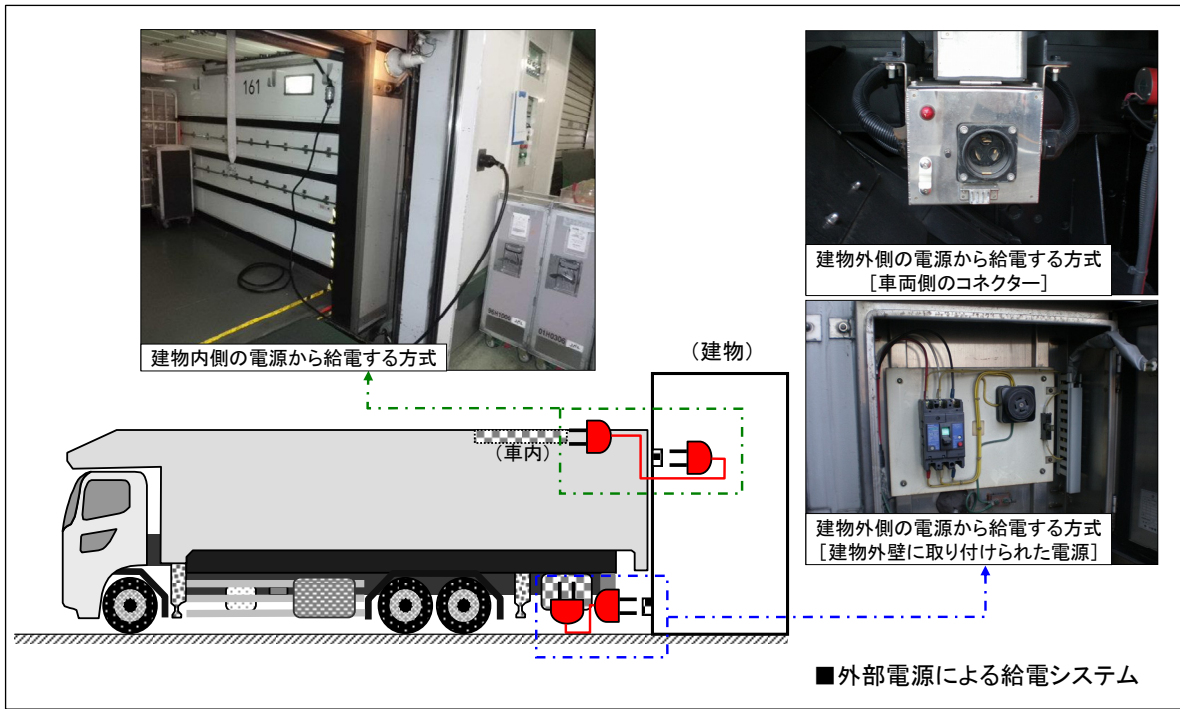 161
06H1006
01H0306
建物内側の電源から給電する方式
建物外側の電源から給電する方式
［車両側のコネクター］
建物外側の電源から給電する方式
［建物外壁に取り付けられた電源］
（建物）
（車内）
■外部電源による給電システム